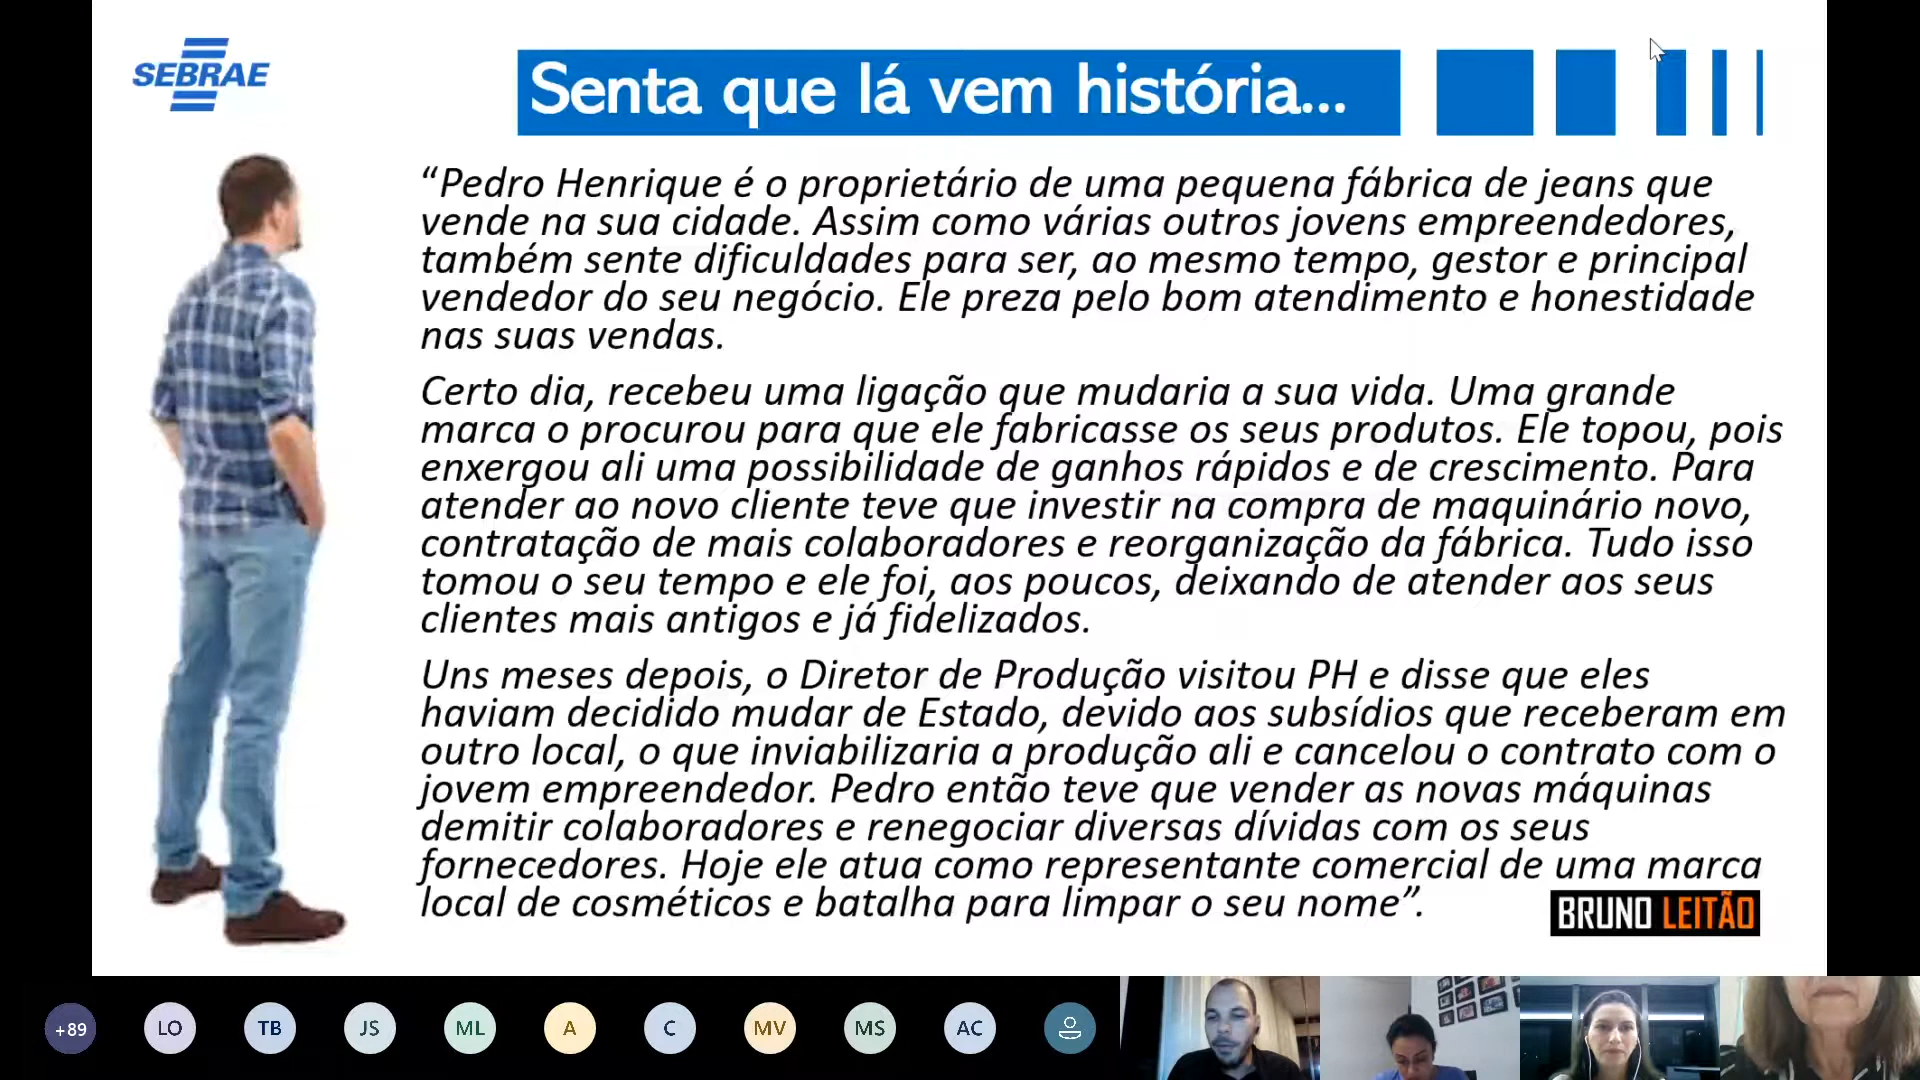 SEBRAE
Senta que lá vem história...
“Pedro Henrique é o proprietário de uma pequena fábrica de jeans que
vende na sua cidade. Assim como várias outros jovens empreendedores,
também sente dificuldades para ser, ao mesmo tempo, gestor e principal
vendedor do seu negócio. Ele preza pelo bom atendimento e honestidade
nas suas vendas.
Certo dia, recebeu uma ligação que mudaria a sua vida. Uma grande
marca o procurou para que ele fabricasse os seus produtos. Ele topou, pois
enxergou ali uma possibilidade de ganhos rápidos e de crescimento. Para
atender ao novo cliente teve que investir na compra de maquinário novo,
contratação de mais colaboradores e reorganização da fábrica. Tudo isso
tomou o seu tempo e ele foi, aos poucos, deixando de atender aos seus
clientes mais antigos e já fidelizados.
Uns meses depois, o Diretor de Produção visitou PH e disse que eles
haviam decidido mudar de Estado, devido aos subsídios que receberam em
outro local, o que inviabilizaria a produção ali e cancelou o contrato com o
jovem empreendedor. Pedro então teve que vender as novas máquinas
demitir colaboradores e renegociar diversas dívidas com os seus
fornecedores. Hoje ele atua como representante comercial de uma marca
local de cosméticos e batalha para limpar o seu nome”.
BRUNO LEITÃO
+89 LO TB JS ML A C MV MS AC